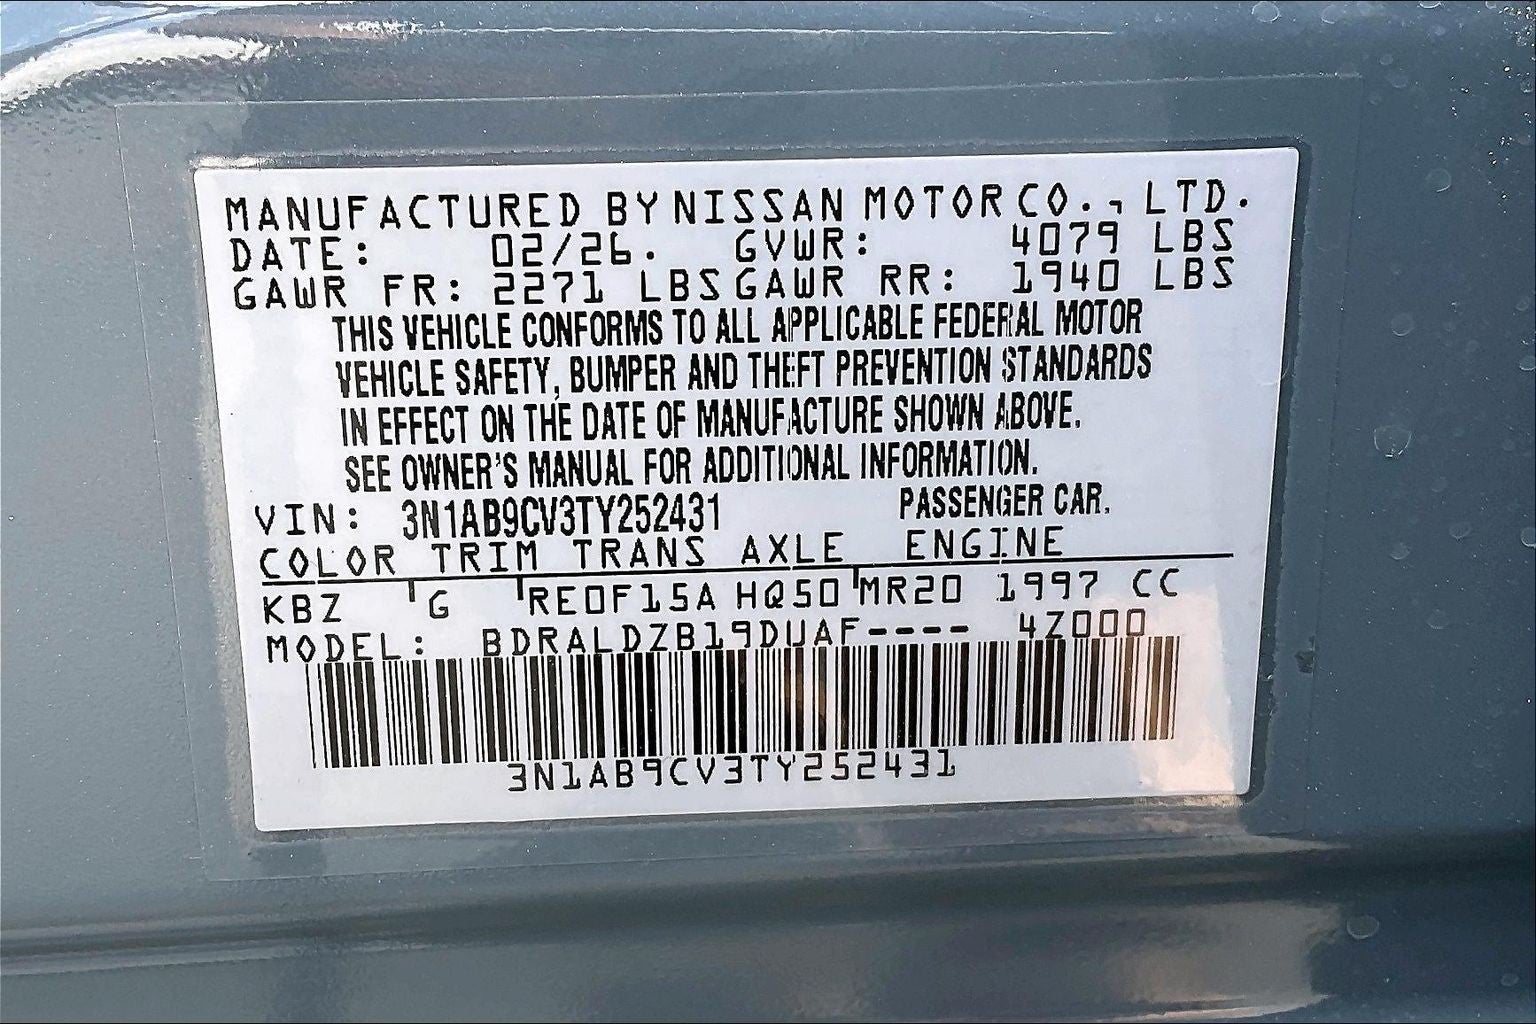 MANUFACTURED BY NISSAN MOTOR CO., LTD.
DATE: 02/26. GVWR: 4079 LBS
GAWR FR: 2271 LBS GAWR RR: 1940 LBS
THIS VEHICLE CONFORMS TO ALL APPLICABLE FEDERAL MOTOR
VEHICLE SAFETY, BUMPER AND THEFT PREVENTION STANDARDS
IN EFFECT ON THE DATE OF MANUFACTURE SHOWN ABOVE.
SEE OWNER'S MANUAL FOR ADDITIONAL INFORMATION.
VIN: 3N1AB9CV3TY252431 PASSENGER CAR.
COLOR TRIM TRANS AXLE ENGINE
KBZ G RE0F15A HQ50 MR20 1997 CC
MODEL: BDRALDZB19DUAF---- 4Z000
3N1AB9CV3TY252431